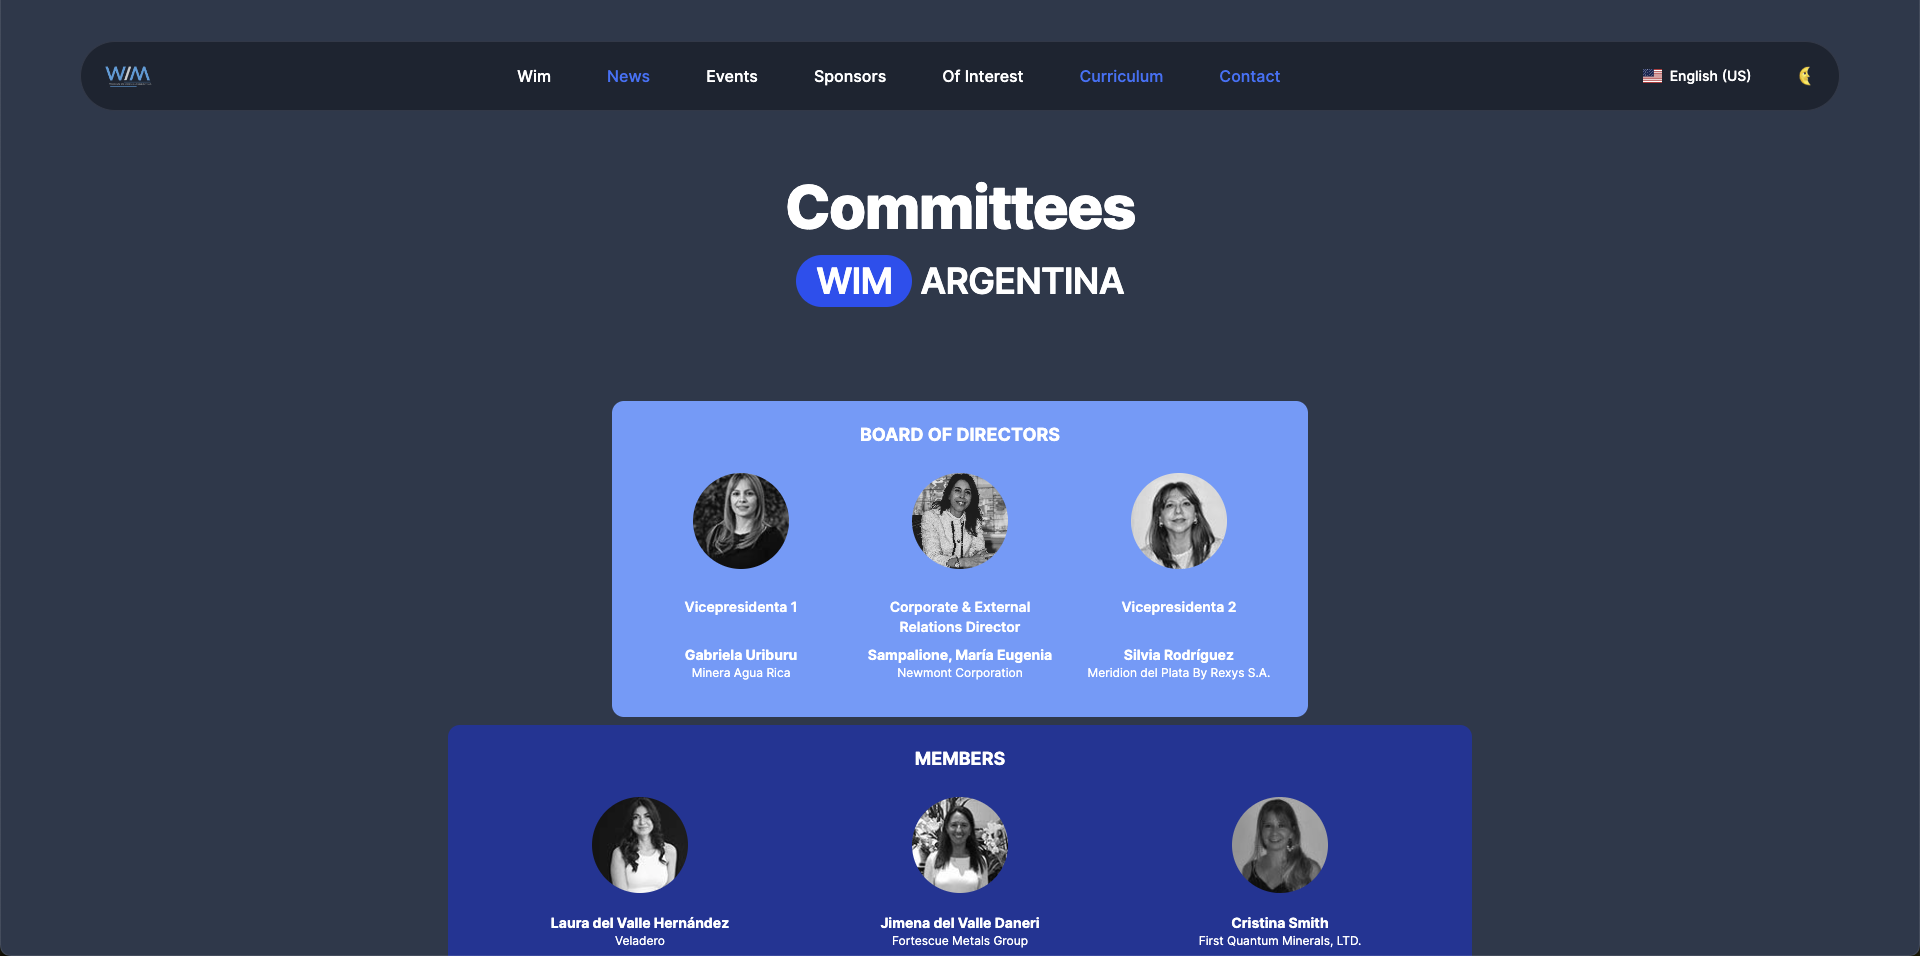 WIM
Wim
News
Events
Sponsors
Of Interest
Curriculum
Contact
English (US)
Committees
WIM ARGENTINA
BOARD OF DIRECTORS
Vicepresidenta 1
Gabriela Uriburu
Minera Agua Rica
Corporate & External
Relations Director
Sampalione, María Eugenia
Newmont Corporation
Vicepresidenta 2
Silvia Rodríguez
Meridion del Plata By Rexys S.A.
MEMBERS
Laura del Valle Hernández
Veladero
Jimena del Valle Daneri
Fortescue Metals Group
Cristina Smith
First Quantum Minerals, LTD.